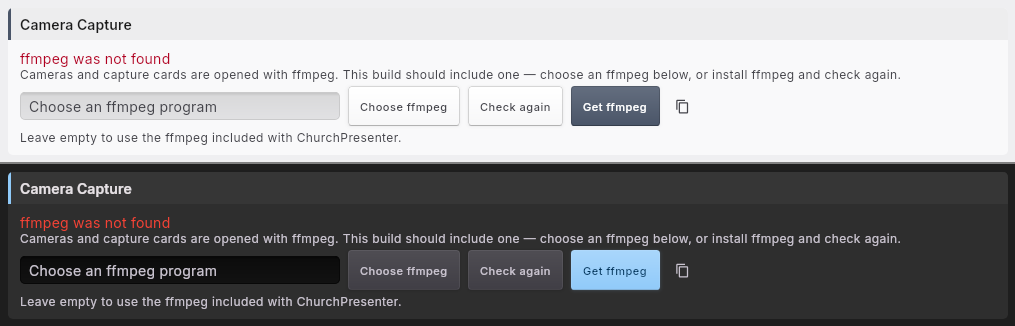 Camera Capture
ffmpeg was not found
Cameras and capture cards are opened with ffmpeg. This build should include one — choose an ffmpeg below, or install ffmpeg and check again.
Choose an ffmpeg program Choose ffmpeg Check again Get ffmpeg
Leave empty to use the ffmpeg included with ChurchPresenter.
Camera Capture
ffmpeg was not found
Cameras and capture cards are opened with ffmpeg. This build should include one — choose an ffmpeg below, or install ffmpeg and check again.
Choose an ffmpeg program Choose ffmpeg Check again Get ffmpeg
Leave empty to use the ffmpeg included with ChurchPresenter.